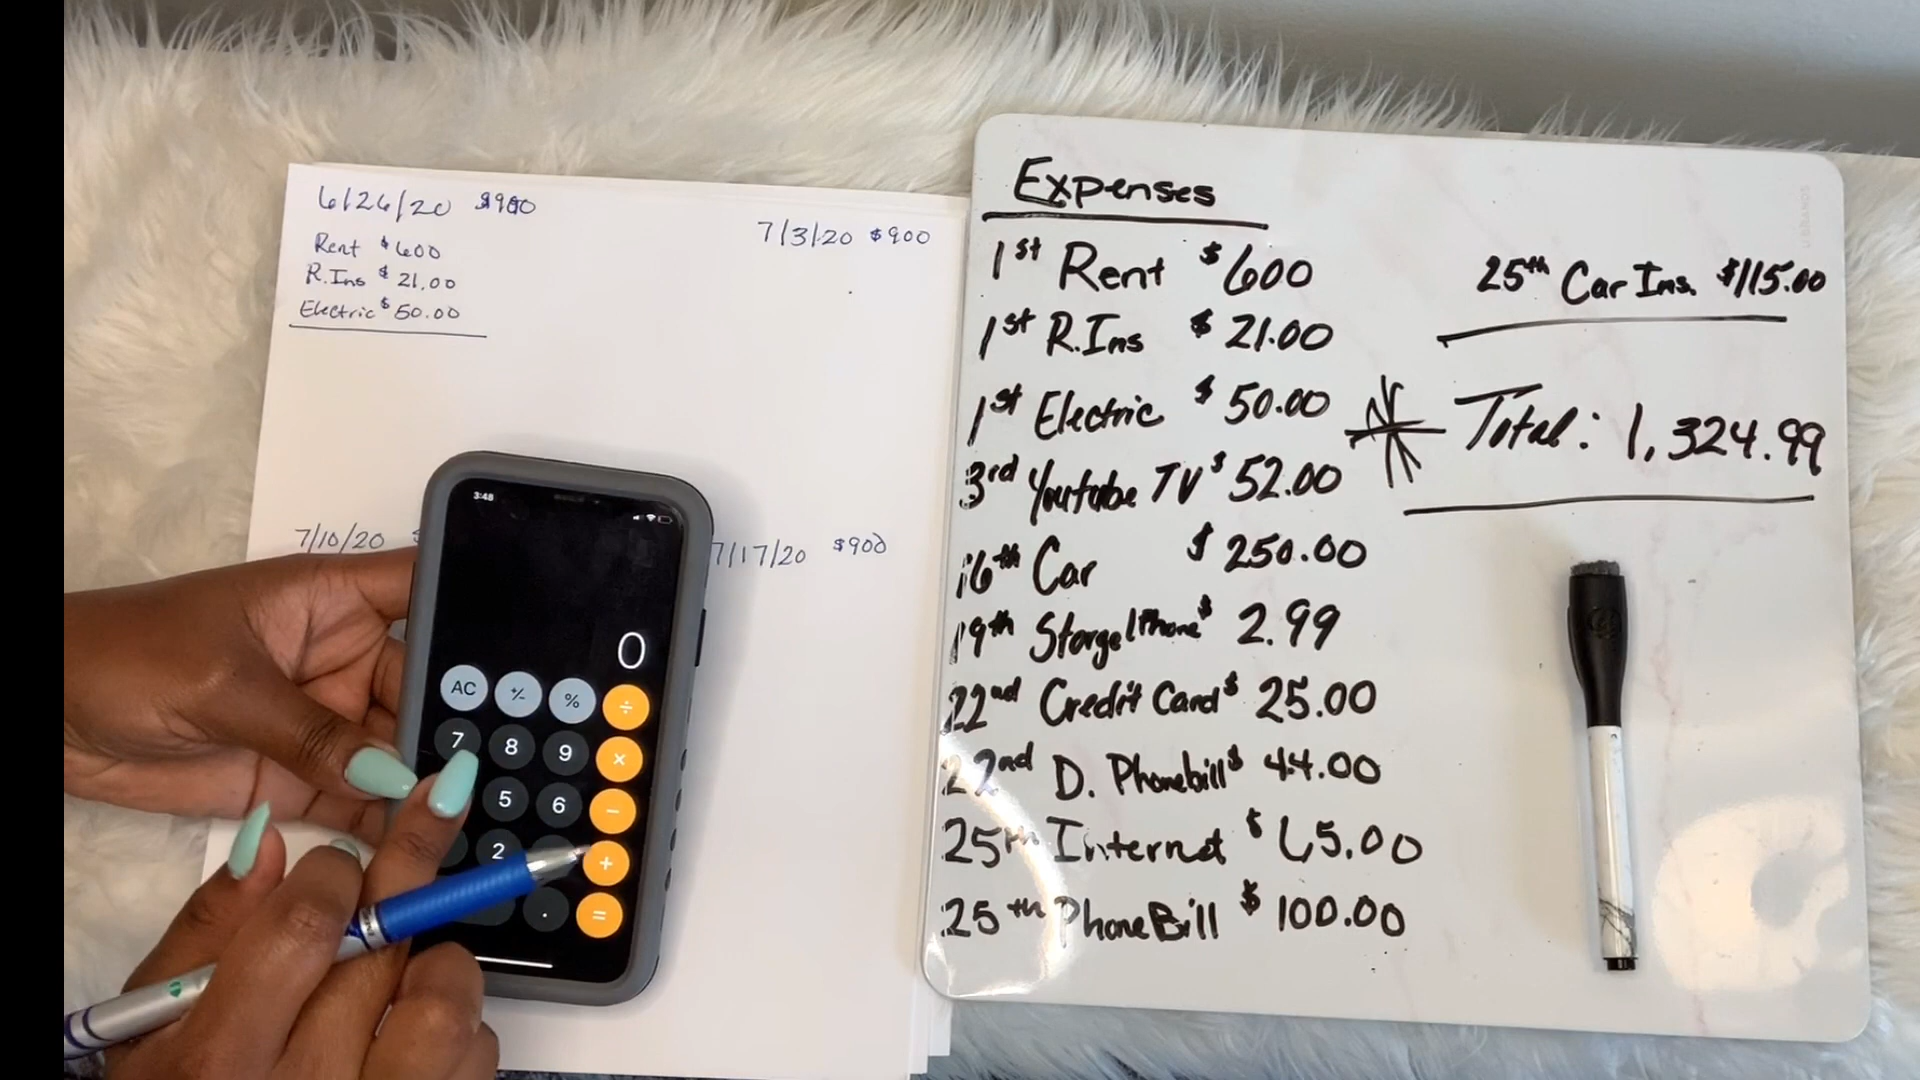 6/26/20 $900
Rent $600
R.Ins $21.00
Electric $50.00
7/3/20 $900
7/10/20 $
7/17/20 $900
3:48
0
AC +/- % ÷
7 8 9 ×
5 6 −
2 +
. =
Expenses
1st Rent $600
1st R.Ins $21.00
1st Electric $50.00
3rd Youtube TV $52.00
16th Car $250.00
19th Storge IPhone $2.99
22nd Credit Card $25.00
22nd D. Phonebill $44.00
25th Internet $65.00
25th Phone Bill $100.00
25th Car Ins. $115.00
Total: 1,324.99